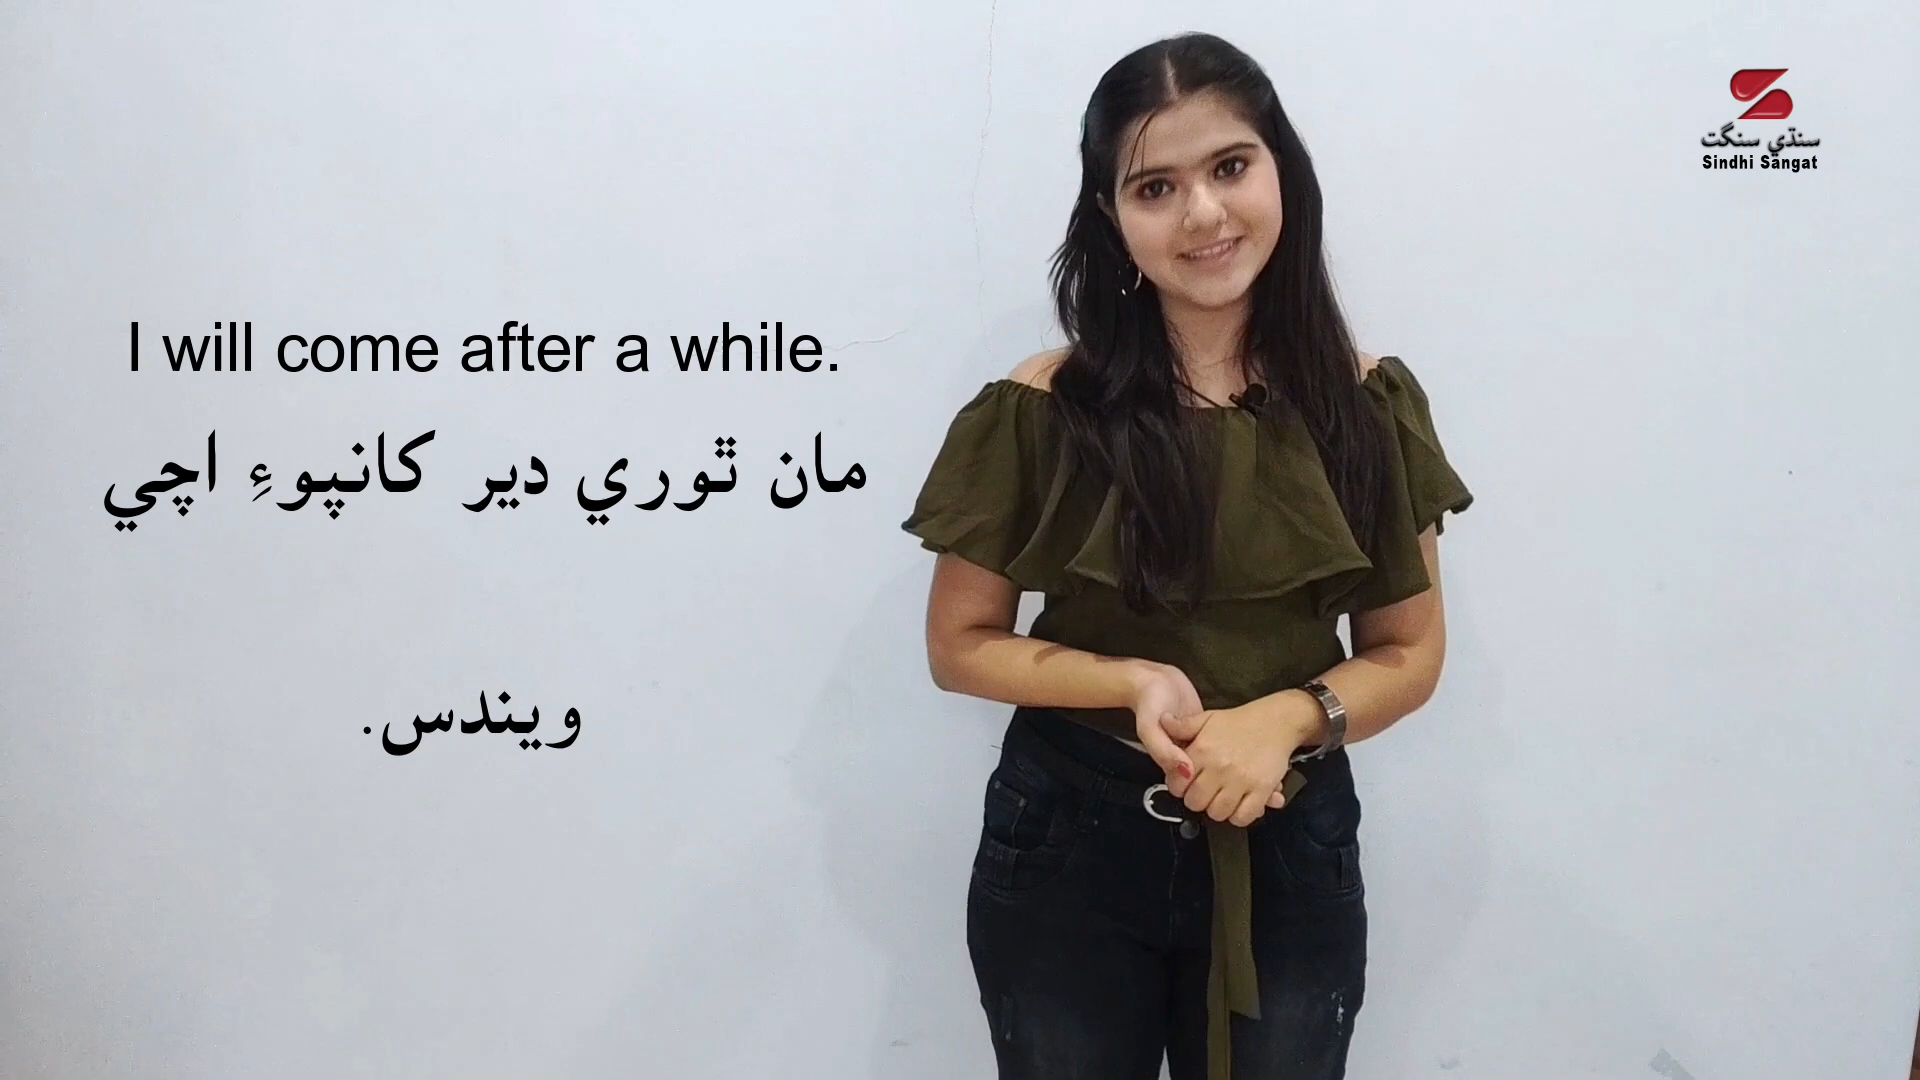 سنڌي سنگت
Sindhi Sangat
I will come after a while.
مان ٿوري دير کانپوءِ اچي
ويندس.